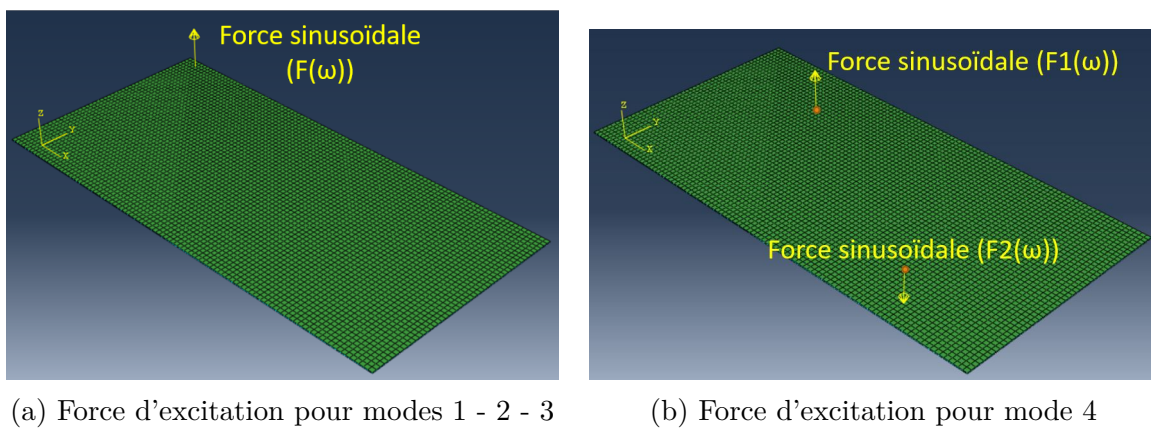 Force sinusoïdale
(F(ω))
Z
Y
X
Force sinusoïdale (F1(ω))
Z
Y
X
Force sinusoïdale (F2(ω))
(a) Force d'excitation pour modes 1 - 2 - 3
(b) Force d'excitation pour mode 4